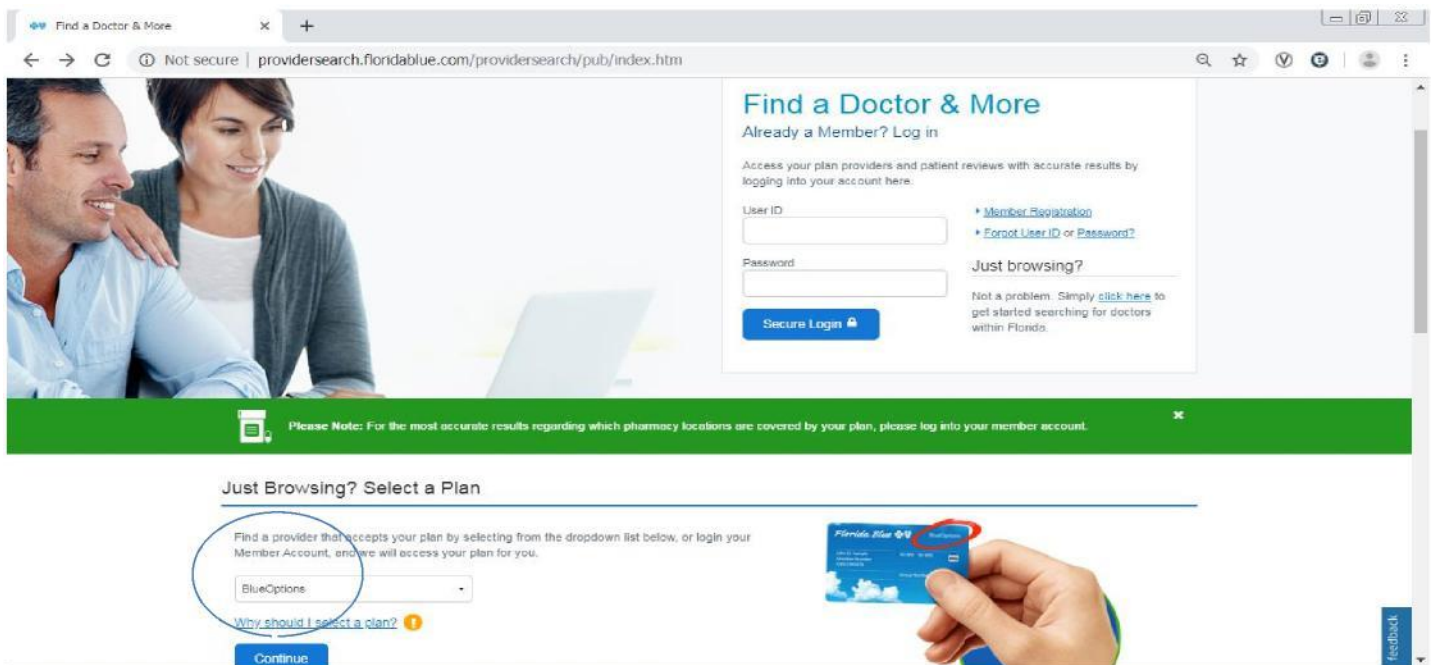 Find a Doctor & More
Not secure | providersearch.floridablue.com/providersearch/pub/index.htm
Find a Doctor & More
Already a Member? Log in
Access your plan providers and patient reviews with accurate results by
logging into your account here.
User ID
Member Registration
Forgot User ID or Password?
Password
Just browsing?
Not a problem. Simply click here to
get started searching for doctors
within Florida.
Secure Login
Please Note: For the most accurate results regarding which pharmacy locations are covered by your plan, please log into your member account.
Just Browsing? Select a Plan
Find a provider that accepts your plan by selecting from the dropdown list below, or login your
Member Account, and we will access your plan for you.
BlueOptions
Why should I select a plan?
Continue
Florida Blue
BlueOptions
feedback